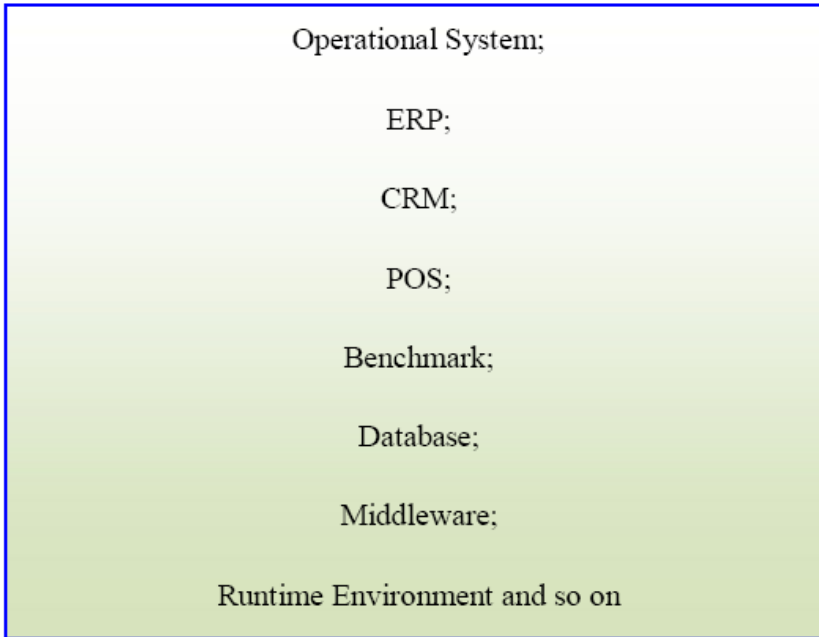 Operational System;
ERP;
CRM;
POS;
Benchmark;
Database;
Middleware;
Runtime Environment and so on